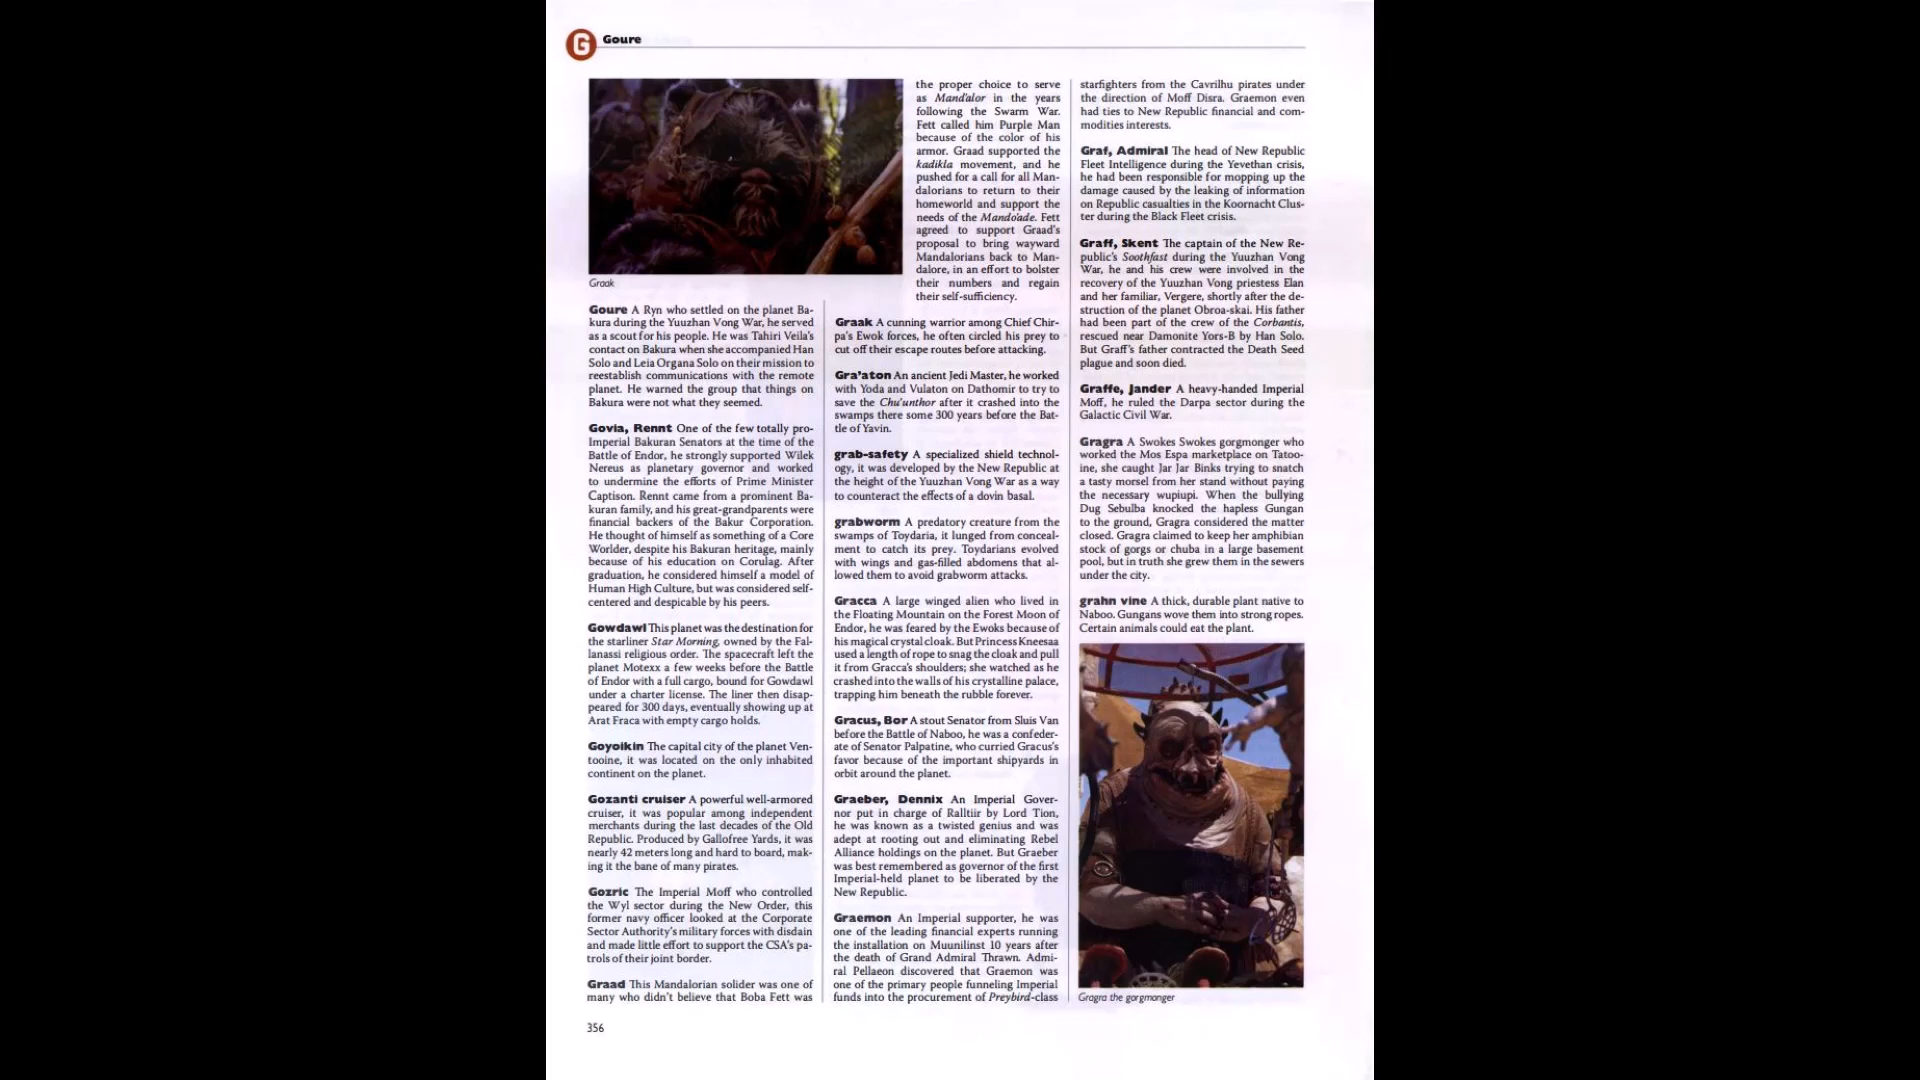 G Goure
Graak
Goure A Ryn who settled on the planet Ba-
kura during the Yuuzhan Vong War, he served
as a scout for his people. He was Tahiri Veila's
contact on Bakura when she accompanied Han
Solo and Leia Organa Solo on their mission to
reestablish communications with the remote
planet. He warned the group that things on
Bakura were not what they seemed.
Govia, Rennt One of the few totally pro-
Imperial Bakuran Senators at the time of the
Battle of Endor, he strongly supported Wilek
Nereus as planetary governor and worked
to undermine the efforts of Prime Minister
Captison. Rennt came from a prominent Ba-
kuran family, and his great-grandparents were
financial backers of the Bakur Corporation.
He thought of himself as something of a Core
Worlder, despite his Bakuran heritage, mainly
because of his education on Corulag. After
graduation, he considered himself a model of
Human High Culture, but was considered self-
centered and despicable by his peers.
Gowdawl This planet was the destination for
the starliner Star Morning, owned by the Fal-
lanassi religious order. The spacecraft left the
planet Motexx a few weeks before the Battle
of Endor with a full cargo, bound for Gowdawl
under a charter license. The liner then disap-
peared for 300 days, eventually showing up at
Arat Fraca with empty cargo holds.
Goyoikin The capital city of the planet Ven-
tooine, it was located on the only inhabited
continent on the planet.
Gozanti cruiser A powerful well-armored
cruiser, it was popular among independent
merchants during the last decades of the Old
Republic. Produced by Gallofree Yards, it was
nearly 42 meters long and hard to board, mak-
ing it the bane of many pirates.
Gozric The Imperial Moff who controlled
the Wyl sector during the New Order, this
former navy officer looked at the Corporate
Sector Authority's military forces with disdain
and made little effort to support the CSA's pa-
trols of their joint border.
Graad This Mandalorian solider was one of
many who didn't believe that Boba Fett was
the proper choice to serve
as Mand'alor in the years
following the Swarm War.
Fett called him Purple Man
because of the color of his
armor. Graad supported the
kadikla movement, and he
pushed for a call for all Man-
dalorians to return to their
homeworld and support the
needs of the Mando'ade. Fett
agreed to support Graad's
proposal to bring wayward
Mandalorians back to Man-
dalore, in an effort to bolster
their numbers and regain
their self-sufficiency.
Graak A cunning warrior among Chief Chir-
pa's Ewok forces, he often circled his prey to
cut off their escape routes before attacking.
Gra'aton An ancient Jedi Master, he worked
with Yoda and Vulaton on Dathomir to try to
save the Chu'unthor after it crashed into the
swamps there some 300 years before the Bat-
tle of Yavin.
grab-safety A specialized shield technol-
ogy, it was developed by the New Republic at
the height of the Yuuzhan Vong War as a way
to counteract the effects of a dovin basal.
grabworm A predatory creature from the
swamps of Toydaria, it lunged from conceal-
ment to catch its prey. Toydarians evolved
with wings and gas-filled abdomens that al-
lowed them to avoid grabworm attacks.
Gracca A large winged alien who lived in
the Floating Mountain on the Forest Moon of
Endor, he was feared by the Ewoks because of
his magical crystal cloak. But Princess Kneesaa
used a length of rope to snag the cloak and pull
it from Gracca's shoulders; she watched as he
crashed into the walls of his crystalline palace,
trapping him beneath the rubble forever.
Gracus, Bor A stout Senator from Sluis Van
before the Battle of Naboo, he was a confeder-
ate of Senator Palpatine, who curried Gracus's
favor because of the important shipyards in
orbit around the planet.
Graeber, Dennix An Imperial Gover-
nor put in charge of Ralltiir by Lord Tion,
he was known as a twisted genius and was
adept at rooting out and eliminating Rebel
Alliance holdings on the planet. But Graeber
was best remembered as governor of the first
Imperial-held planet to be liberated by the
New Republic.
Graemon An Imperial supporter, he was
one of the leading financial experts running
the installation on Muunilinst 10 years after
the death of Grand Admiral Thrawn. Admi-
ral Pellaeon discovered that Graemon was
one of the primary people funneling Imperial
funds into the procurement of Preybird-class
starfighters from the Cavrilhu pirates under
the direction of Moff Disra. Graemon even
had ties to New Republic financial and com-
modities interests.
Graf, Admiral The head of New Republic
Fleet Intelligence during the Yevethan crisis,
he had been responsible for mopping up the
damage caused by the leaking of information
on Republic casualties in the Koornacht Clus-
ter during the Black Fleet crisis.
Graff, Skent The captain of the New Re-
public's Soothfast during the Yuuzhan Vong
War, he and his crew were involved in the
recovery of the Yuuzhan Vong priestess Elan
and her familiar, Vergere, shortly after the de-
struction of the planet Obroa-skai. His father
had been part of the crew of the Corbantis,
rescued near Damonite Yors-B by Han Solo.
But Graff's father contracted the Death Seed
plague and soon died.
Graffe, Jander A heavy-handed Imperial
Moff, he ruled the Darpa sector during the
Galactic Civil War.
Gragra A Swokes Swokes gorgmonger who
worked the Mos Espa marketplace on Tatoo-
ine, she caught Jar Jar Binks trying to snatch
a tasty morsel from her stand without paying
the necessary wupiupi. When the bullying
Dug Sebulba knocked the hapless Gungan
to the ground, Gragra considered the matter
closed. Gragra claimed to keep her amphibian
stock of gorgs or chuba in a large basement
pool, but in truth she grew them in the sewers
under the city.
grahn vine A thick, durable plant native to
Naboo. Gungans wove them into strong ropes.
Certain animals could eat the plant.
Gragra the gorgmonger
356